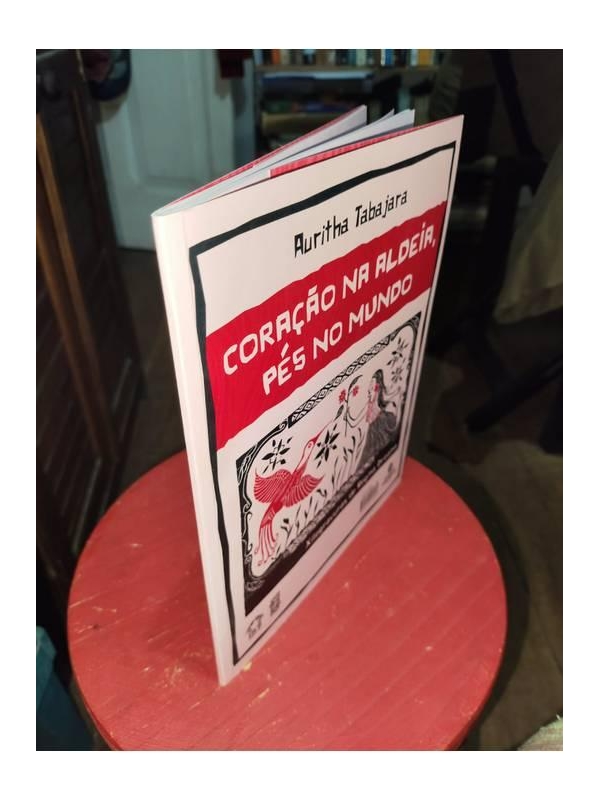 Auritha Tabajara
CORAÇÃO NA ALDEIA,
PÉS NO MUNDO